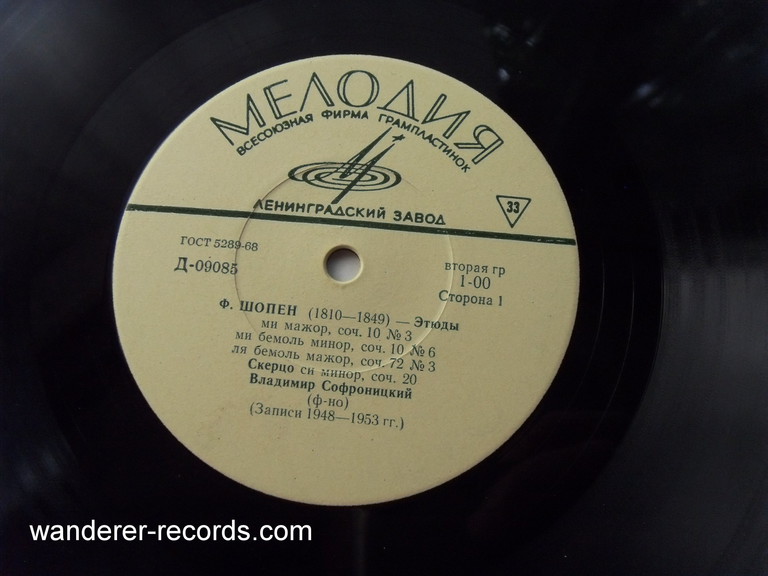 МЕЛОДИЯ
ВСЕСОЮЗНАЯ ФИРМА ГРАМПЛАСТИНОК
ЛЕНИНГРАДСКИЙ ЗАВОД
33
ГОСТ 5289-68
Д-09085
вторая гр
1-00
Сторона 1
Ф. ШОПЕН (1810—1849) — Этюды
ми мажор, соч. 10 № 3
ми бемоль минор, соч. 10 № 6
ля бемоль мажор, соч. 72 № 3
Скерцо си минор, соч. 20
Владимир Софроницкий
(ф-но)
(Записи 1948—1953 гг.)
wanderer-records.com